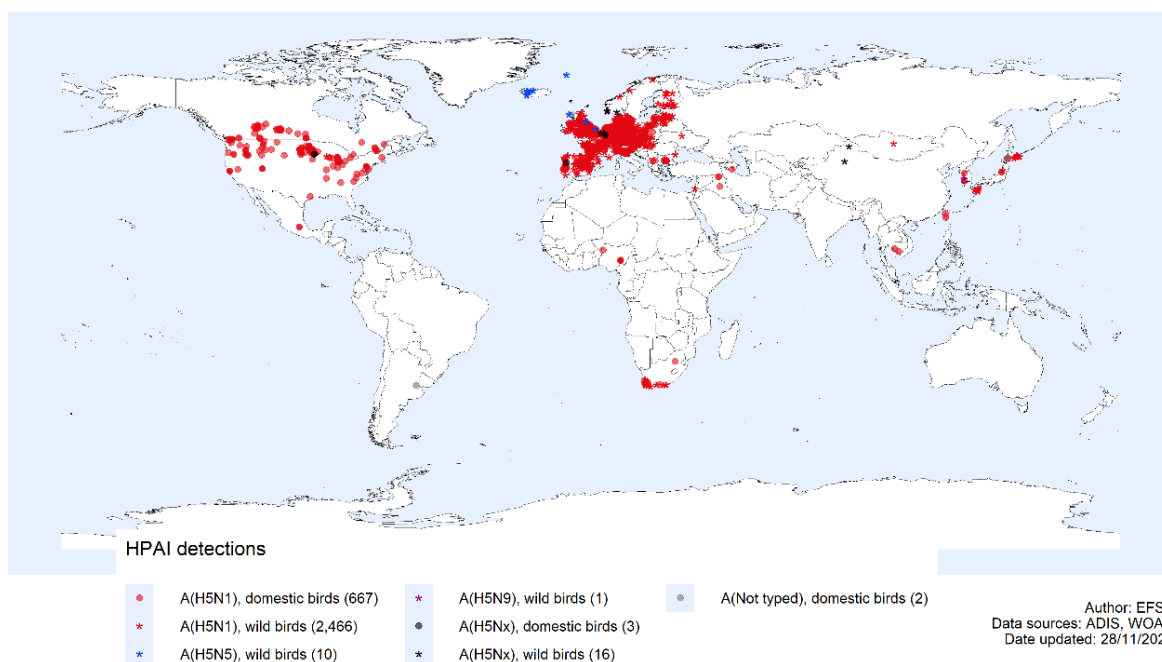 HPAI detections
A(H5N1), domestic birds (667)
A(H5N1), wild birds (2,466)
A(H5N5), wild birds (10)
A(H5N9), wild birds (1)
A(H5Nx), domestic birds (3)
A(H5Nx), wild birds (16)
A(Not typed), domestic birds (2)
Author: EFS
Data sources: ADIS, WOA
Date updated: 28/11/202